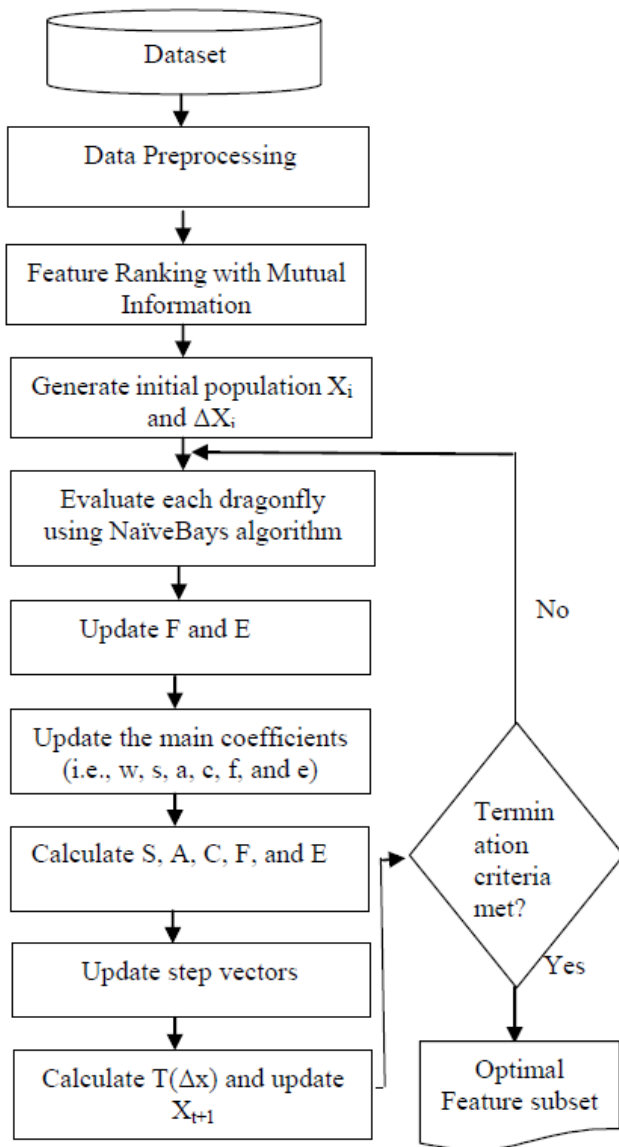 Dataset
Data Preprocessing
Feature Ranking with Mutual
Information
Generate initial population Xᵢ
and ΔXᵢ
Evaluate each dragonfly
using NaïveBays algorithm
Update F and E
Update the main coefficients
(i.e., w, s, a, c, f, and e)
Calculate S, A, C, F, and E
Update step vectors
Calculate T(Δx) and update
Xₜ₊₁
No
Termin
ation
criteria
met?
Yes
Optimal
Feature subset